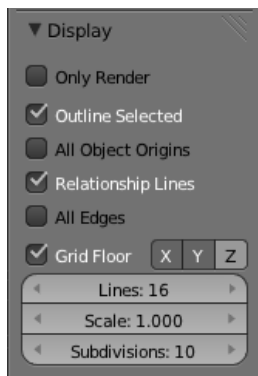 Display
Only Render
Outline Selected
All Object Origins
Relationship Lines
All Edges
Grid Floor X Y Z
Lines: 16
Scale: 1.000
Subdivisions: 10